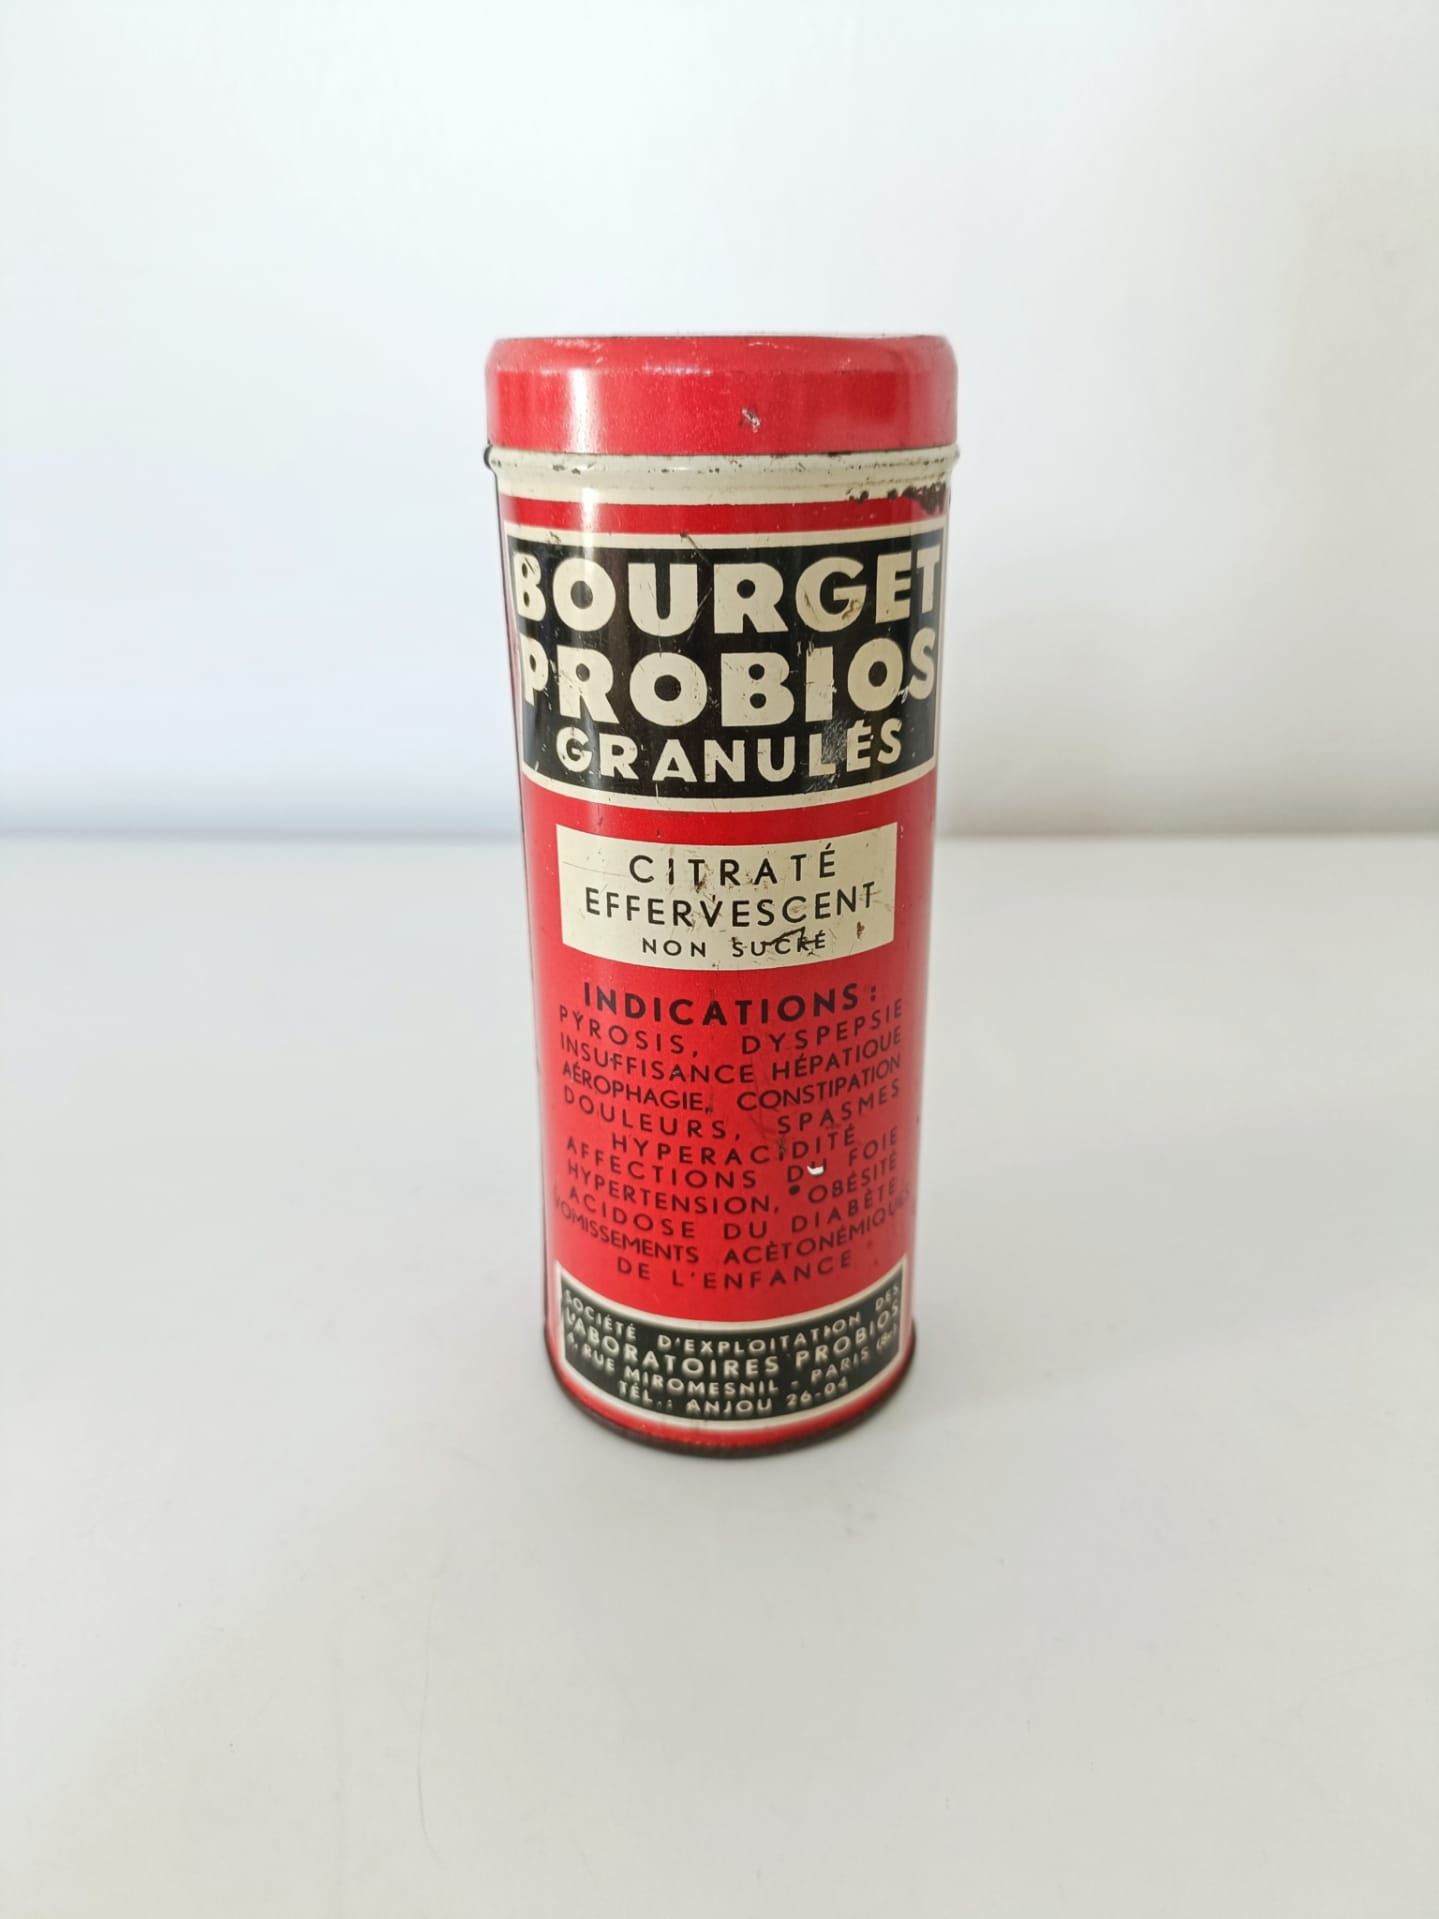 BOURGET
PROBIOS
GRANULÉS
CITRATÉ
EFFERVESCENT
NON SUCRÉ
INDICATIONS:
PYROSIS, DYSPEPSIE
INSUFFISANCE HÉPATIQUE
AÉROPHAGIE, CONSTIPATION
DOULEURS, SPASMES
HYPERACIDITÉ
AFFECTIONS DU FOIE
HYPERTENSION, OBÉSITÉ
ACIDOSE DU DIABÈTE
VOMISSEMENTS ACÉTONÉMIQUES
DE L'ENFANCE
SOCIÉTÉ D'EXPLOITATION DES
LABORATOIRES PROBIOS
RUE MIROMESNIL - PARIS (8e)
TÉL.: ANJOU 26-04